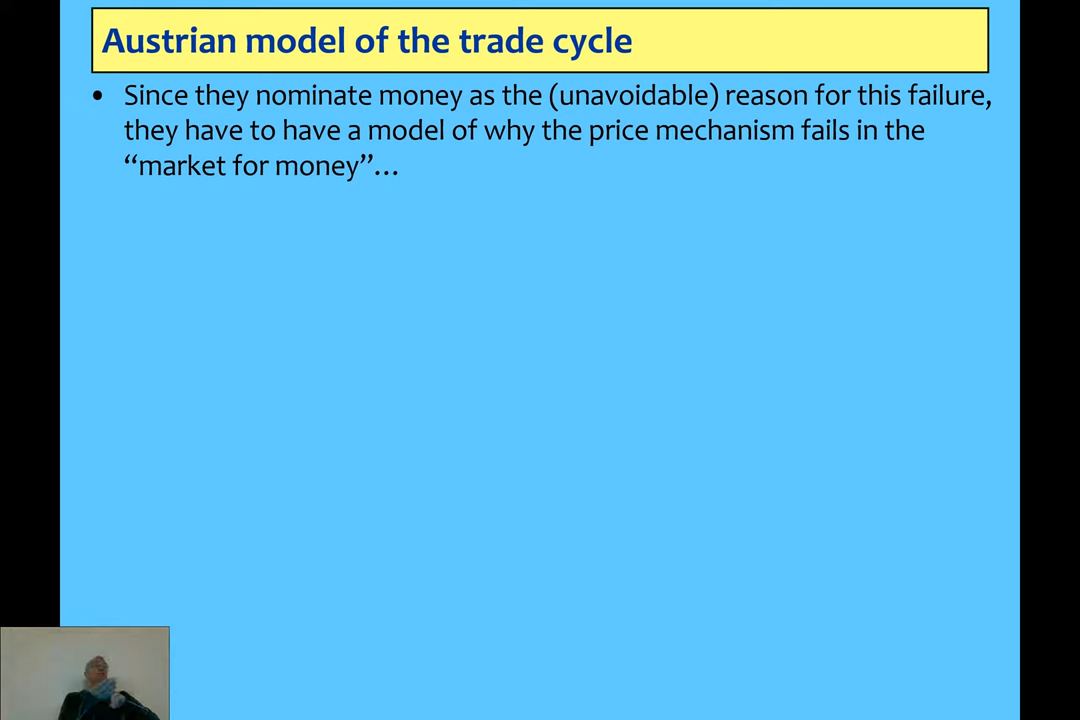 Austrian model of the trade cycle
• Since they nominate money as the (unavoidable) reason for this failure,
they have to have a model of why the price mechanism fails in the
“market for money”…